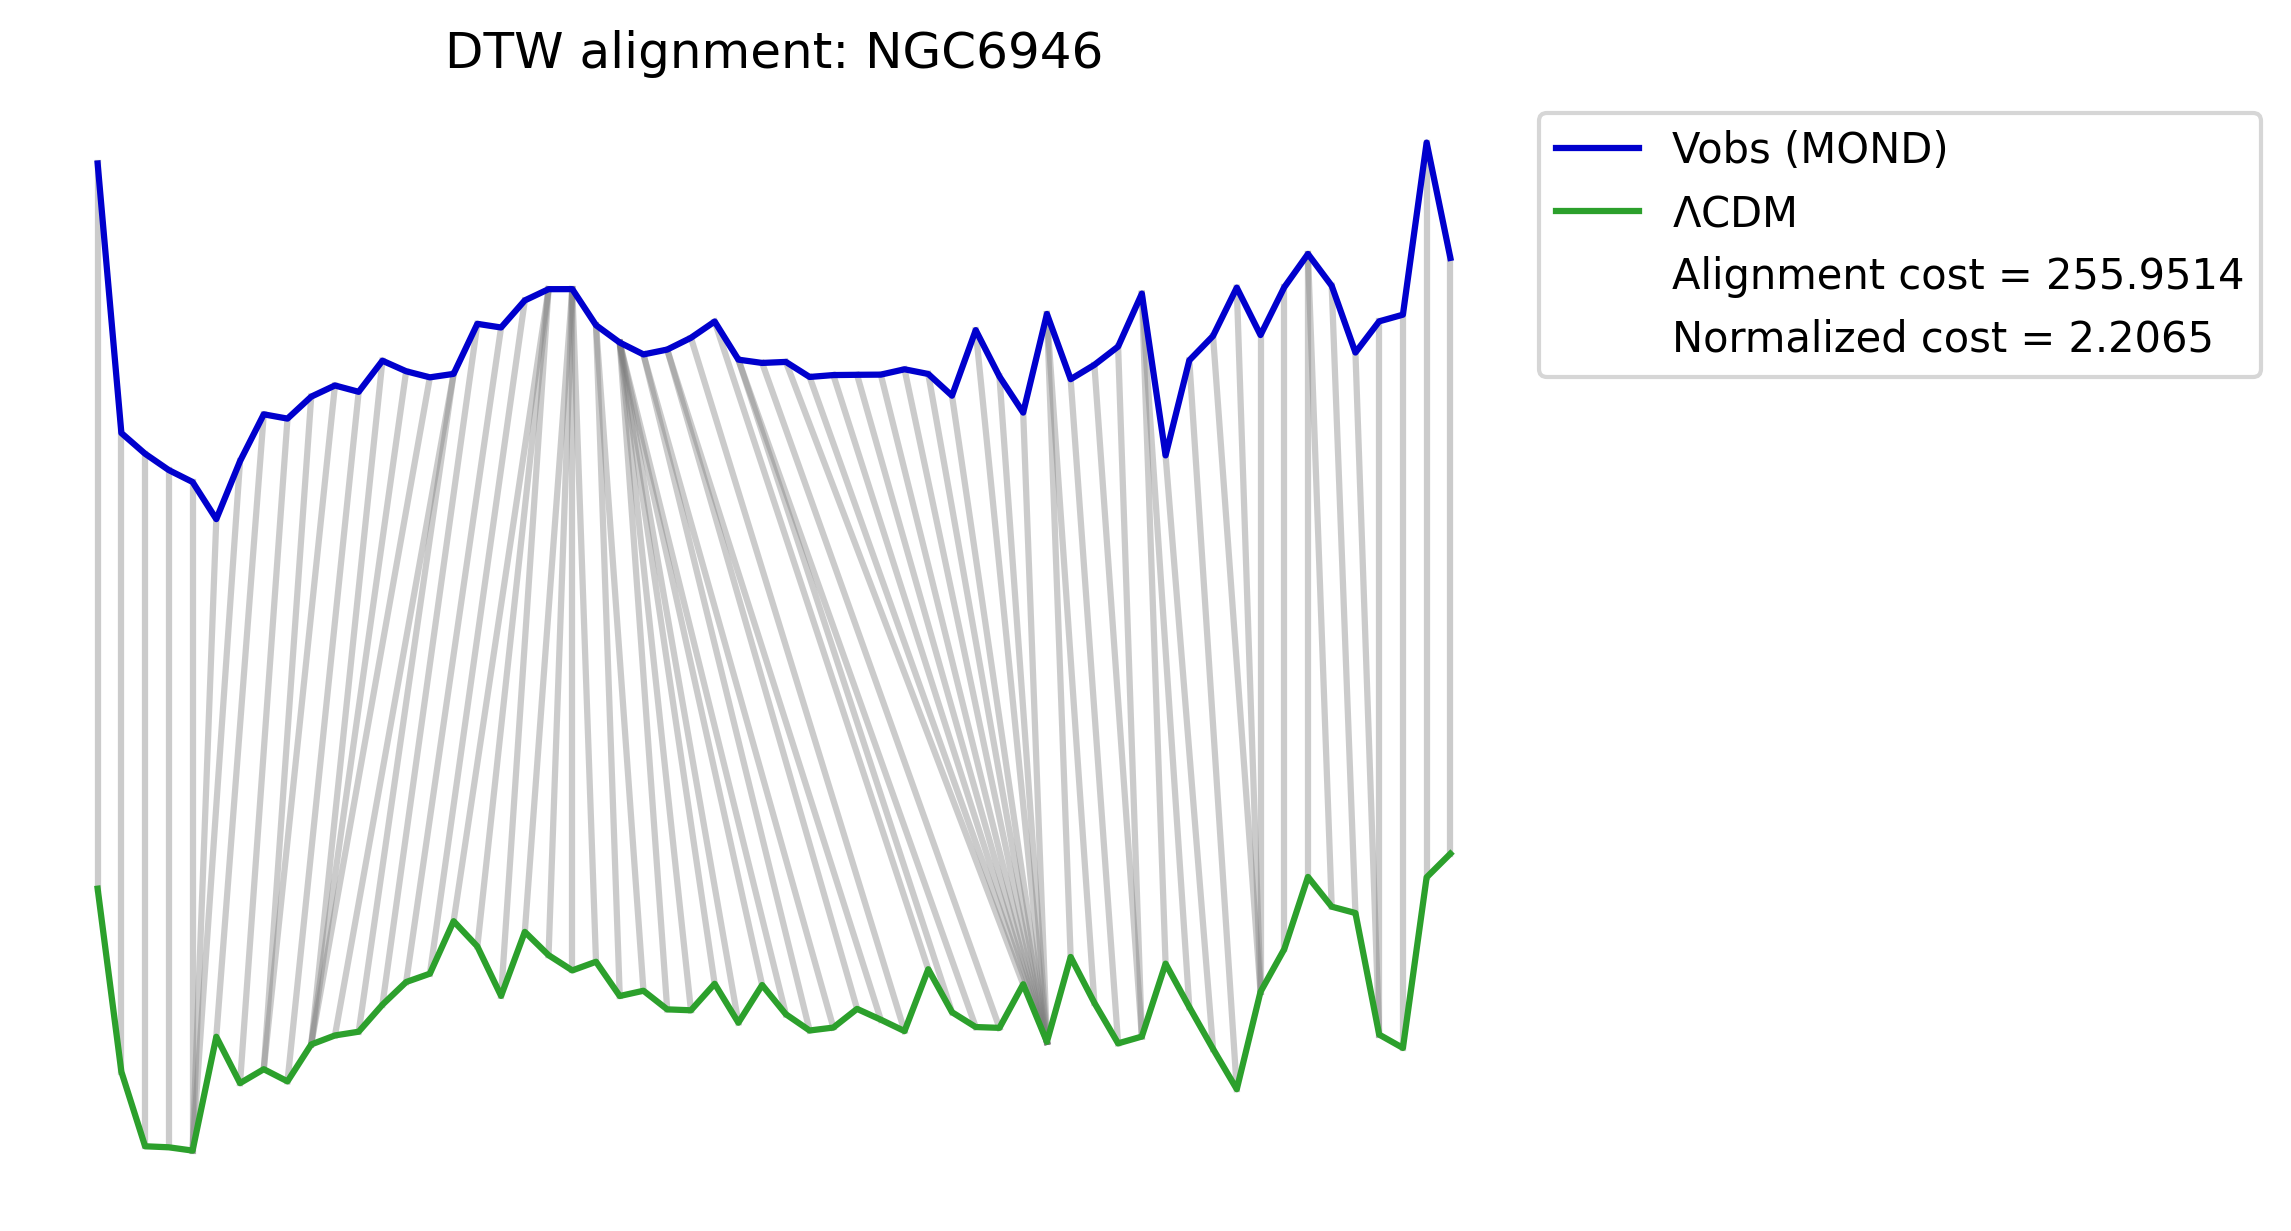 DTW alignment: NGC6946
Vobs (MOND)
ΛCDM
Alignment cost = 255.9514
Normalized cost = 2.2065